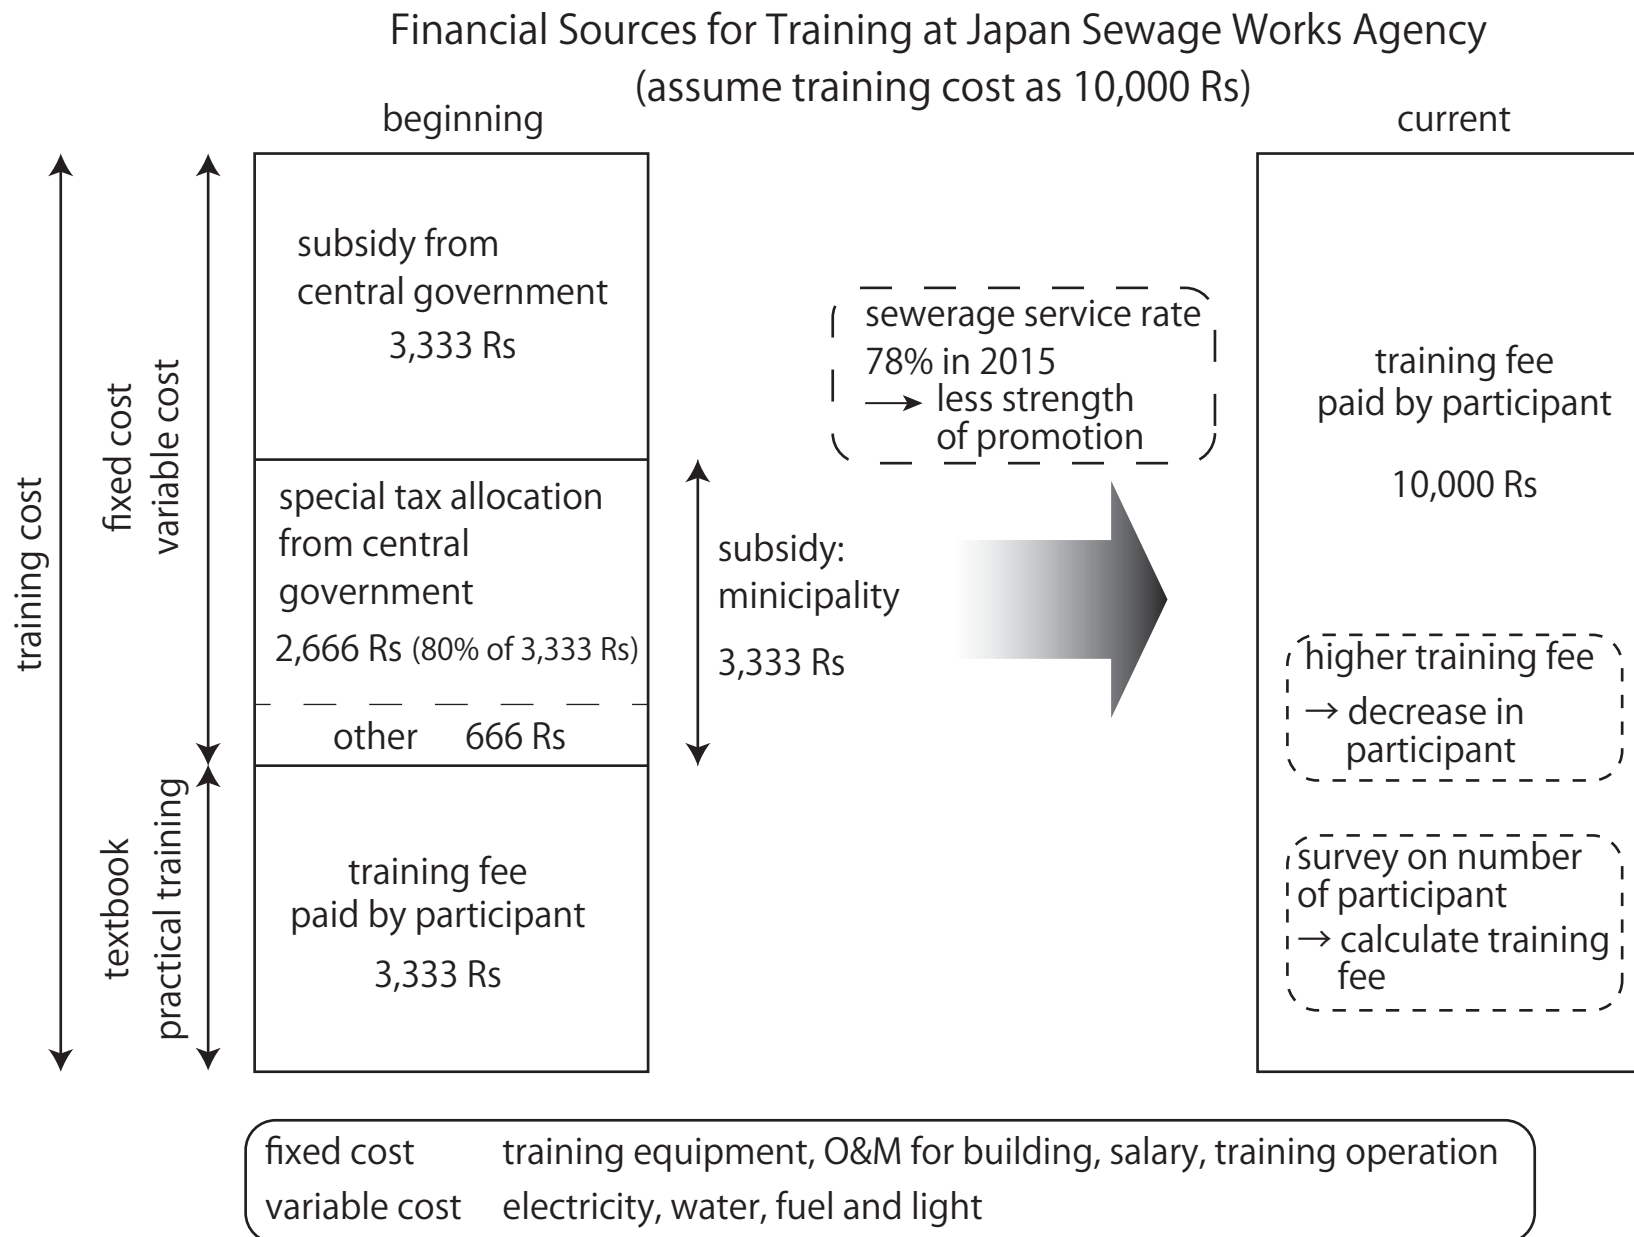 Financial Sources for Training at Japan Sewage Works Agency
(assume training cost as 10,000 Rs)
beginning
current
training cost
fixed cost
variable cost
textbook
practical training
subsidy from
central government
3,333 Rs
special tax allocation
from central
government
2,666 Rs (80% of 3,333 Rs)
other 666 Rs
training fee
paid by participant
3,333 Rs
subsidy:
minicipality
3,333 Rs
sewerage service rate
78% in 2015
→ less strength
of promotion
training fee
paid by participant
10,000 Rs
higher training fee
→ decrease in
participant
survey on number
of participant
→ calculate training
fee
fixed cost training equipment, O&M for building, salary, training operation
variable cost electricity, water, fuel and light